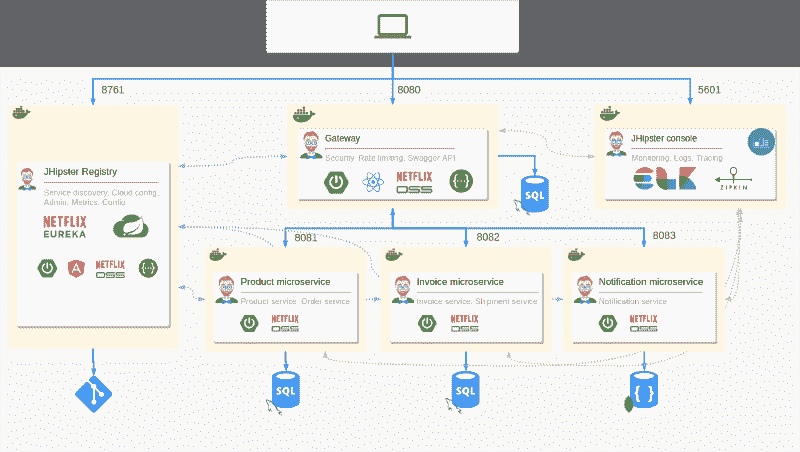 8761
8080
5601
Gateway
Security, Rate limiting, Swagger API
NETFLIX
OSS
SQL
JHipster console
Monitoring, Logs, Tracing
ELK
ZIPKIN
JHipster Registry
Service discovery, Cloud config,
Admin, Metrics, Config
NETFLIX
EUREKA
NETFLIX
OSS
8081
8082
8083
Product microservice
Product service, Order service
NETFLIX
OSS
Invoice microservice
Invoice service, Shipment service
NETFLIX
OSS
Notification microservice
Notification service
NETFLIX
OSS
SQL
SQL
{ }